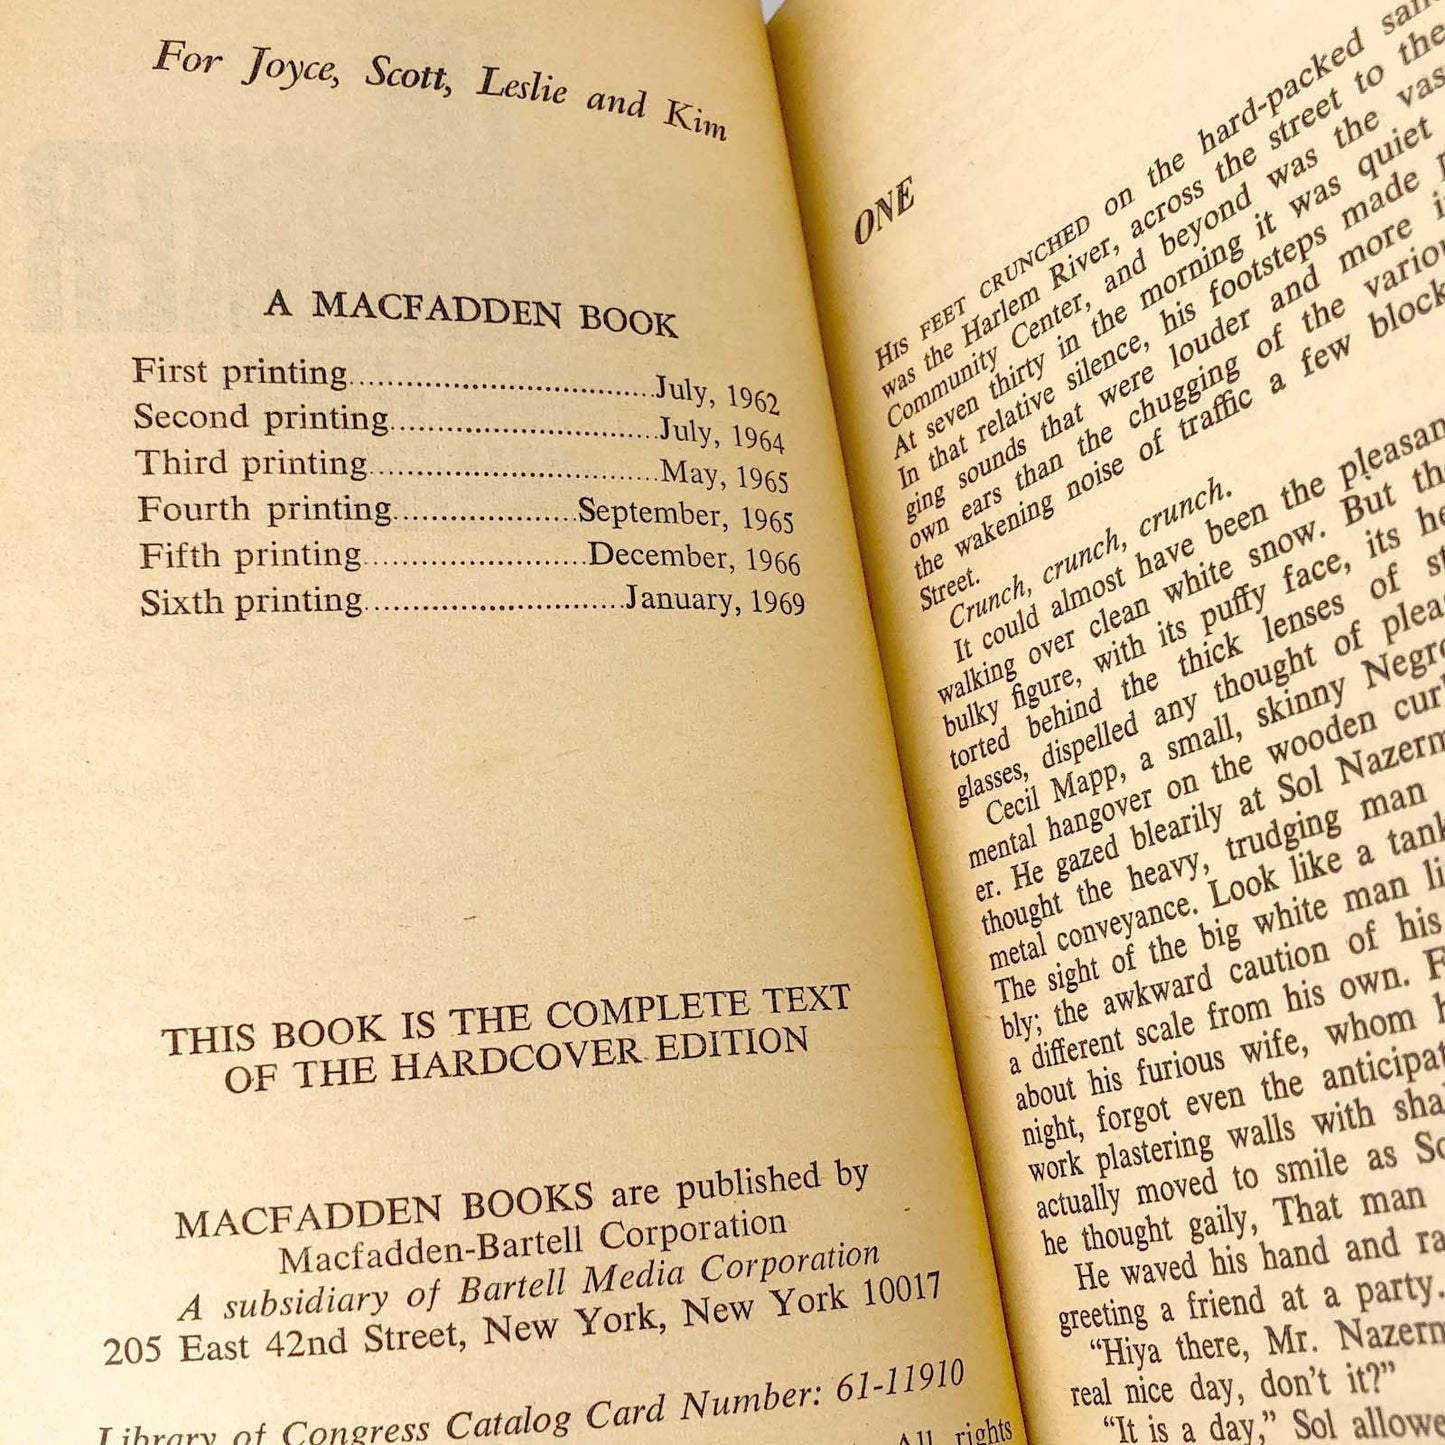 For Joyce, Scott, Leslie and Kim
A MACFADDEN BOOK
First printing..............................July, 1962
Second printing..........................July, 1964
Third printing............................May, 1965
Fourth printing.................September, 1965
Fifth printing.....................December, 1966
Sixth printing.........................January, 1969
THIS BOOK IS THE COMPLETE TEXT
OF THE HARDCOVER EDITION
MACFADDEN BOOKS are published by
Macfadden-Bartell Corporation
A subsidiary of Bartell Media Corporation
205 East 42nd Street, New York, New York 10017
Library of Congress Catalog Card Number: 61-11910
All rights
ONE
HIS FEET CRUNCHED on the hard-packed
was the Harlem River, across the street to the
Community Center, and beyond was the
At seven thirty in the morning it was quiet
In that relative silence, his footsteps made
ging sounds that were louder and more
own ears than the chugging of the
the wakening noise of traffic a few
Street.
Crunch, crunch, crunch.
It could almost have been the
walking over clean white snow. But
bulky figure, with its puffy face, its
torted behind the thick lenses of
glasses, dispelled any thought of
Cecil Mapp, a small, skinny
mental hangover on the wooden
er. He gazed blearily at Sol
thought the heavy, trudging man
metal conveyance. Look like a
The sight of the big white man
bly; the awkward caution of his
a different scale from his own.
about his furious wife, whom
night, forgot even the
work plastering walls with
actually moved to smile as
he thought gaily, That man
He waved his hand and
greeting a friend at a party.
"Hiya there, Mr.
real nice day, don't it?"
"It is a day," Sol